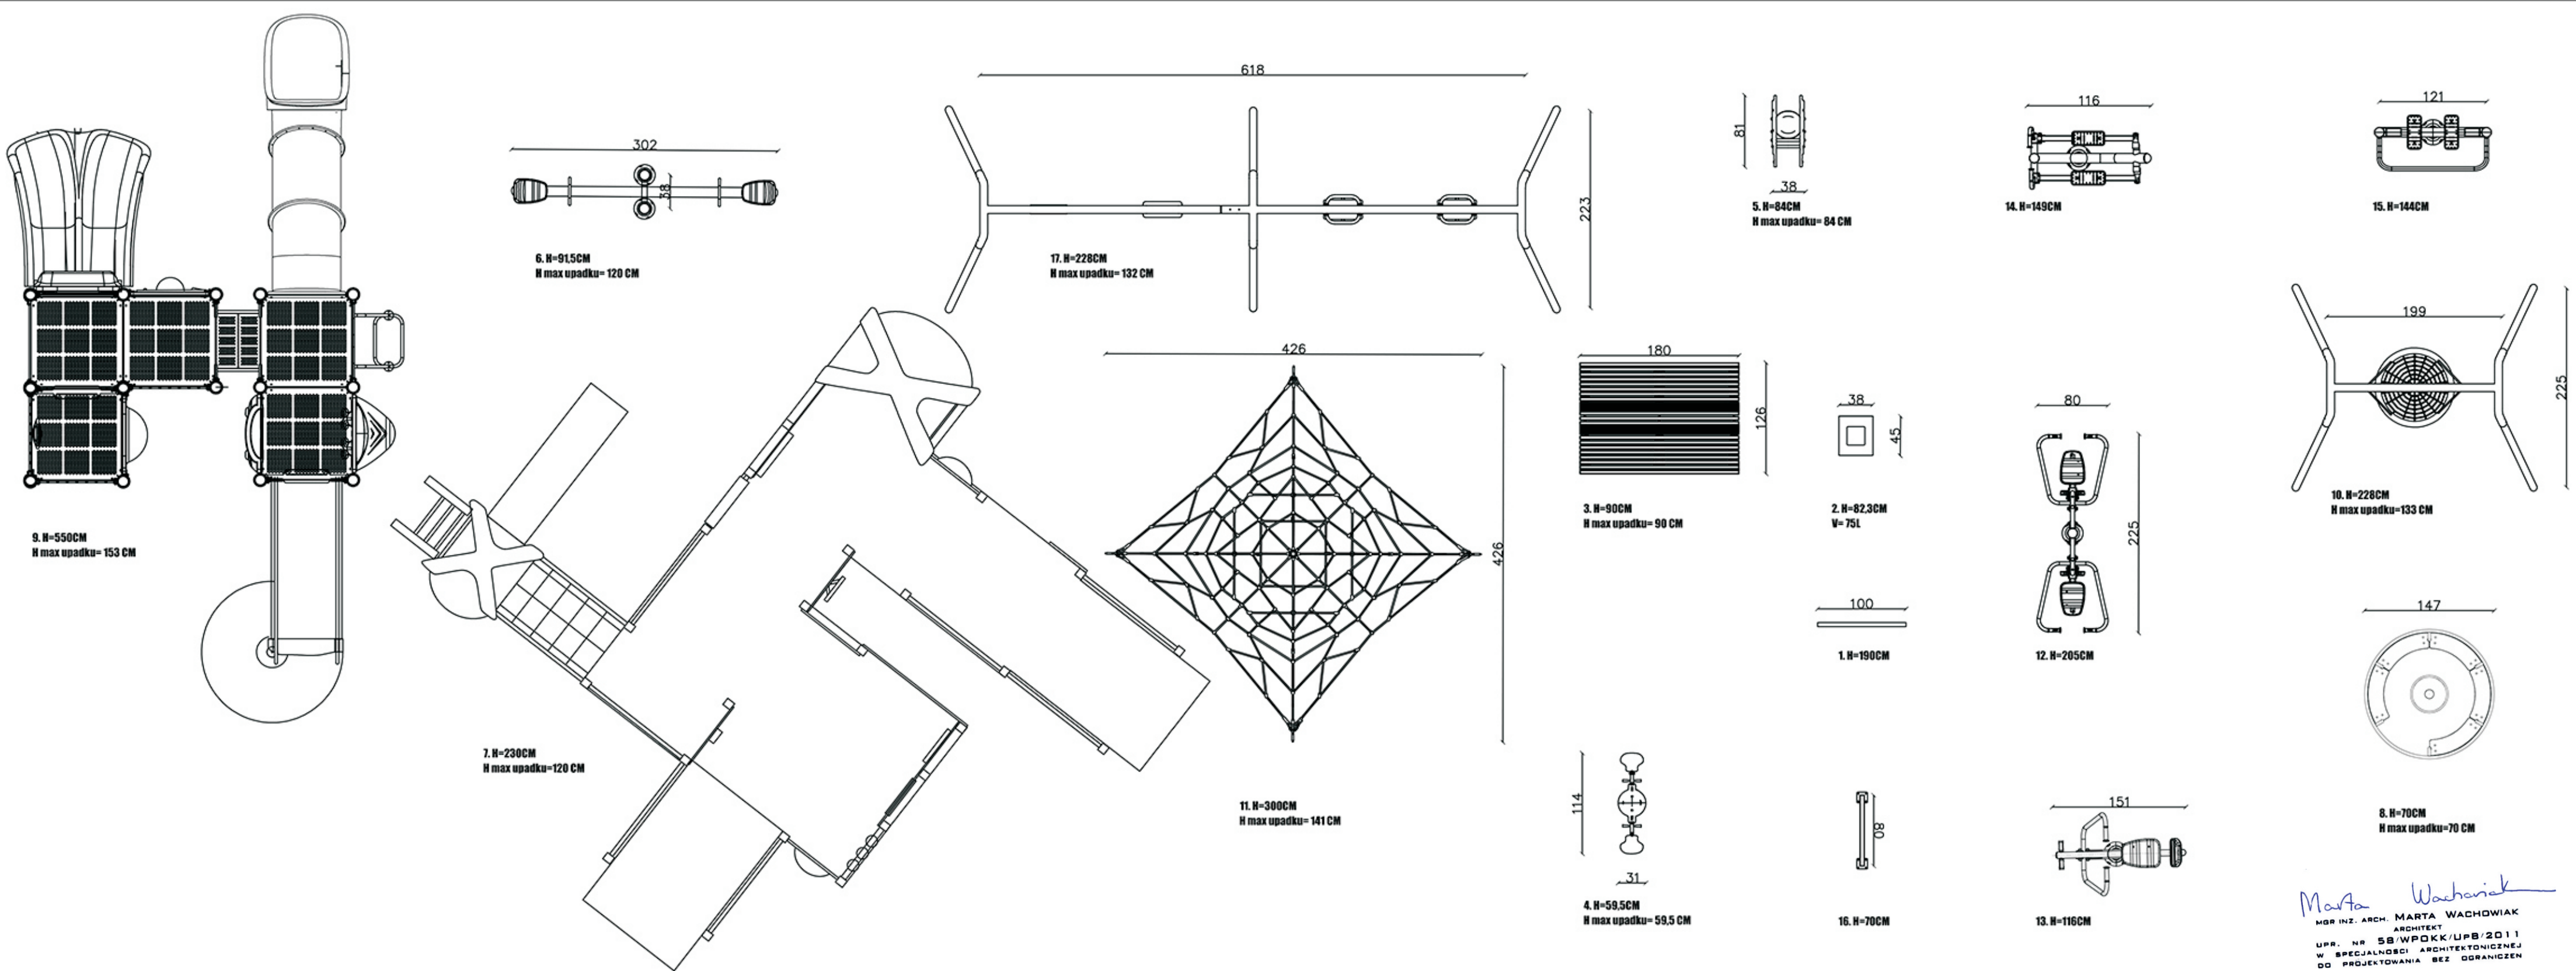 618
302
38
6. H=91,5CM
H max upadku= 120 CM
223
17. H=228CM
H max upadku= 132 CM
81
38
5. H=84CM
H max upadku= 84 CM
116
14. H=149CM
121
15. H=144CM
9. H=550CM
H max upadku= 153 CM
7. H=230CM
H max upadku=120 CM
426
426
11. H=300CM
H max upadku= 141 CM
180
126
3. H=90CM
H max upadku= 90 CM
38
45
2. H=82,3CM
V= 75L
100
1. H=190CM
80
225
12. H=205CM
199
225
10. H=228CM
H max upadku=133 CM
147
8. H=70CM
H max upadku=70 CM
114
31
4. H=59,5CM
H max upadku= 59,5 CM
80
16. H=70CM
151
13. H=116CM
Marta Wachowiak
MGR INŻ. ARCH. MARTA WACHOWIAK
ARCHITEKT
UPR. NR 58/WPOKK/UpB/2011
W SPECJALNOŚCI ARCHITEKTONICZNEJ
DO PROJEKTOWANIA BEZ OGRANICZEŃ